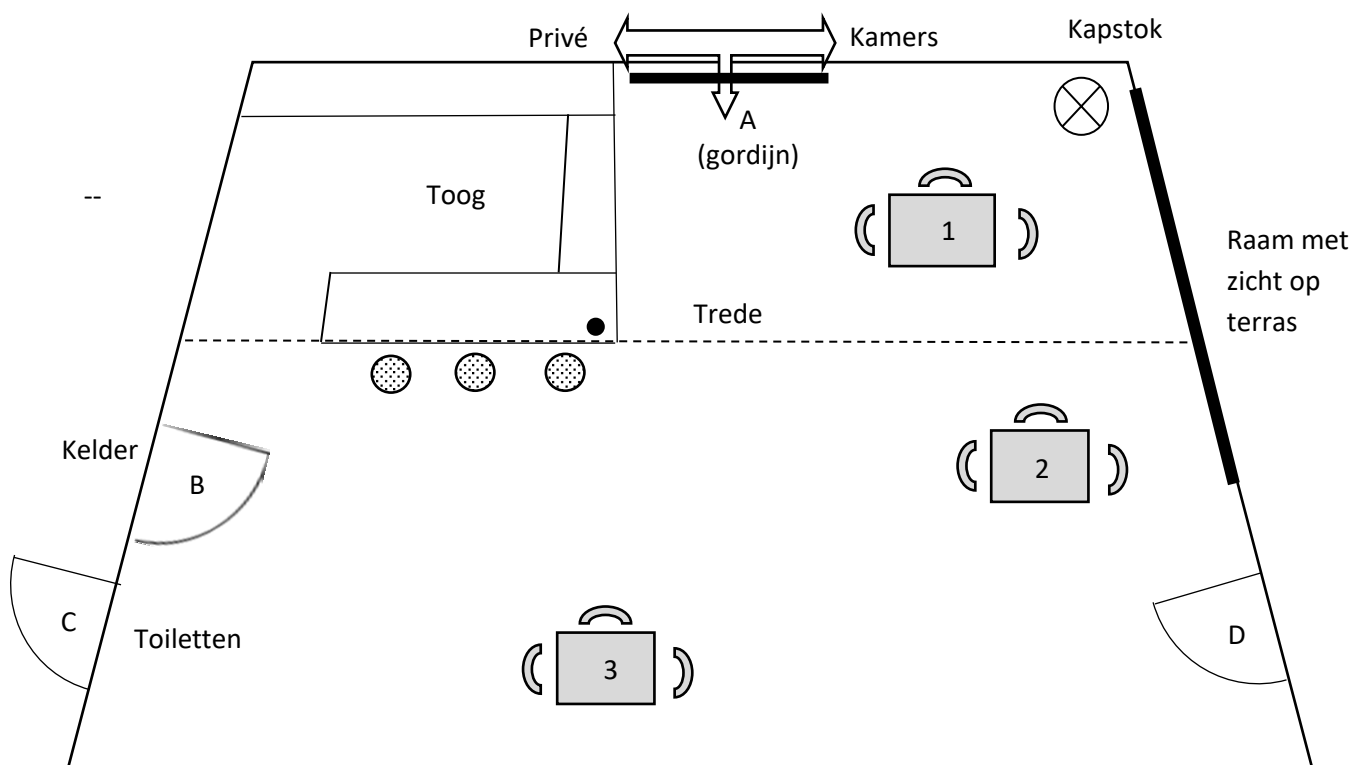 Privé
Kamers
Kapstok
A
(gordijn)
--
Toog
1
Raam met
zicht op
terras
Trede
Kelder
B
2
C
Toiletten
D
3